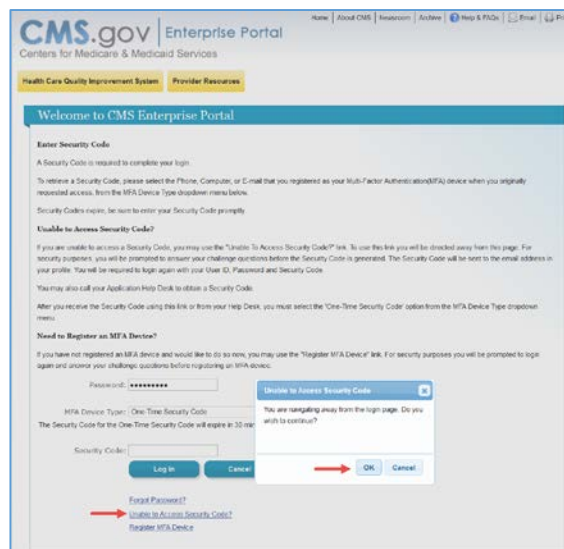 Home | About CMS | Newsroom | Archive | Help & FAQs | Email | Pr
CMS.gov | Enterprise Portal
Centers for Medicare & Medicaid Services
Health Care Quality Improvement System Provider Resources
Welcome to CMS Enterprise Portal
Enter Security Code
A Security Code is required to complete your login.
To retrieve a Security Code, please select the Phone, Computer, or E-mail that you registered as your Multi-Factor Authentication(MFA) device when you originally
requested access, from the MFA Device Type dropdown menu below.
Security Codes expire, be sure to enter your Security Code promptly.
Unable to Access Security Code?
If you are unable to access a Security Code, you may use the "Unable To Access Security Code?" link. To use this link you will be directed away from this page. For
security purposes, you will be prompted to answer your challenge questions before the Security Code is generated. The Security Code will be sent to the email address in
your profile. You will be required to login again with your User ID, Password and Security Code.
You may also call your Application Help Desk to obtain a Security Code.
After you receive the Security Code using this link or from your Help Desk, you must select the 'One-Time Security Code' option from the MFA Device Type dropdown
menu.
Need to Register an MFA Device?
If you have not registered an MFA device and would like to do so now, you may use the "Register MFA Device" link. For security purposes you will be prompted to login
again and answer your challenge questions before registering an MFA device.
Password: •••••••••
MFA Device Type: One-Time Security Code
The Security Code for the One-Time Security Code will expire in 30 min
Security Code:
Log In Cancel
Unable to Access Security Code
You are navigating away from the login page. Do you
wish to continue?
OK Cancel
Forgot Password?
Unable to Access Security Code?
Register MFA Device